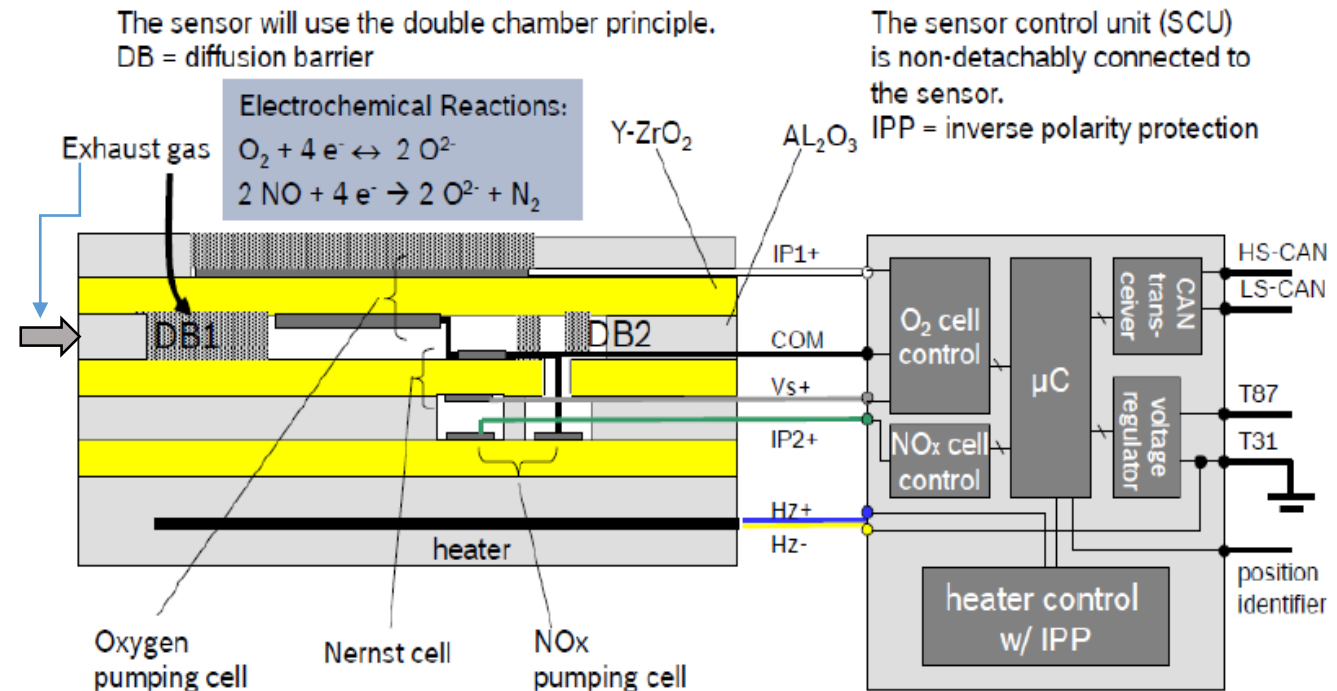 The sensor will use the double chamber principle.
DB = diffusion barrier
The sensor control unit (SCU)
is non-detachably connected to
the sensor.
IPP = inverse polarity protection
Electrochemical Reactions:
O₂ + 4 e⁻ ↔ 2 O²⁻
2 NO + 4 e⁻ → 2 O²⁻ + N₂
Exhaust gas
Y-ZrO₂
AL₂O₃
DB1
DB2
IP1+
COM
Vs+
IP2+
Hz+
Hz-
heater
Oxygen
pumping cell
Nernst cell
NOx
pumping cell
O₂ cell
control
NOx cell
control
µC
CAN
trans-
ceiver
voltage
regulator
heater control
w/ IPP
HS-CAN
LS-CAN
T87
T31
position
identifier